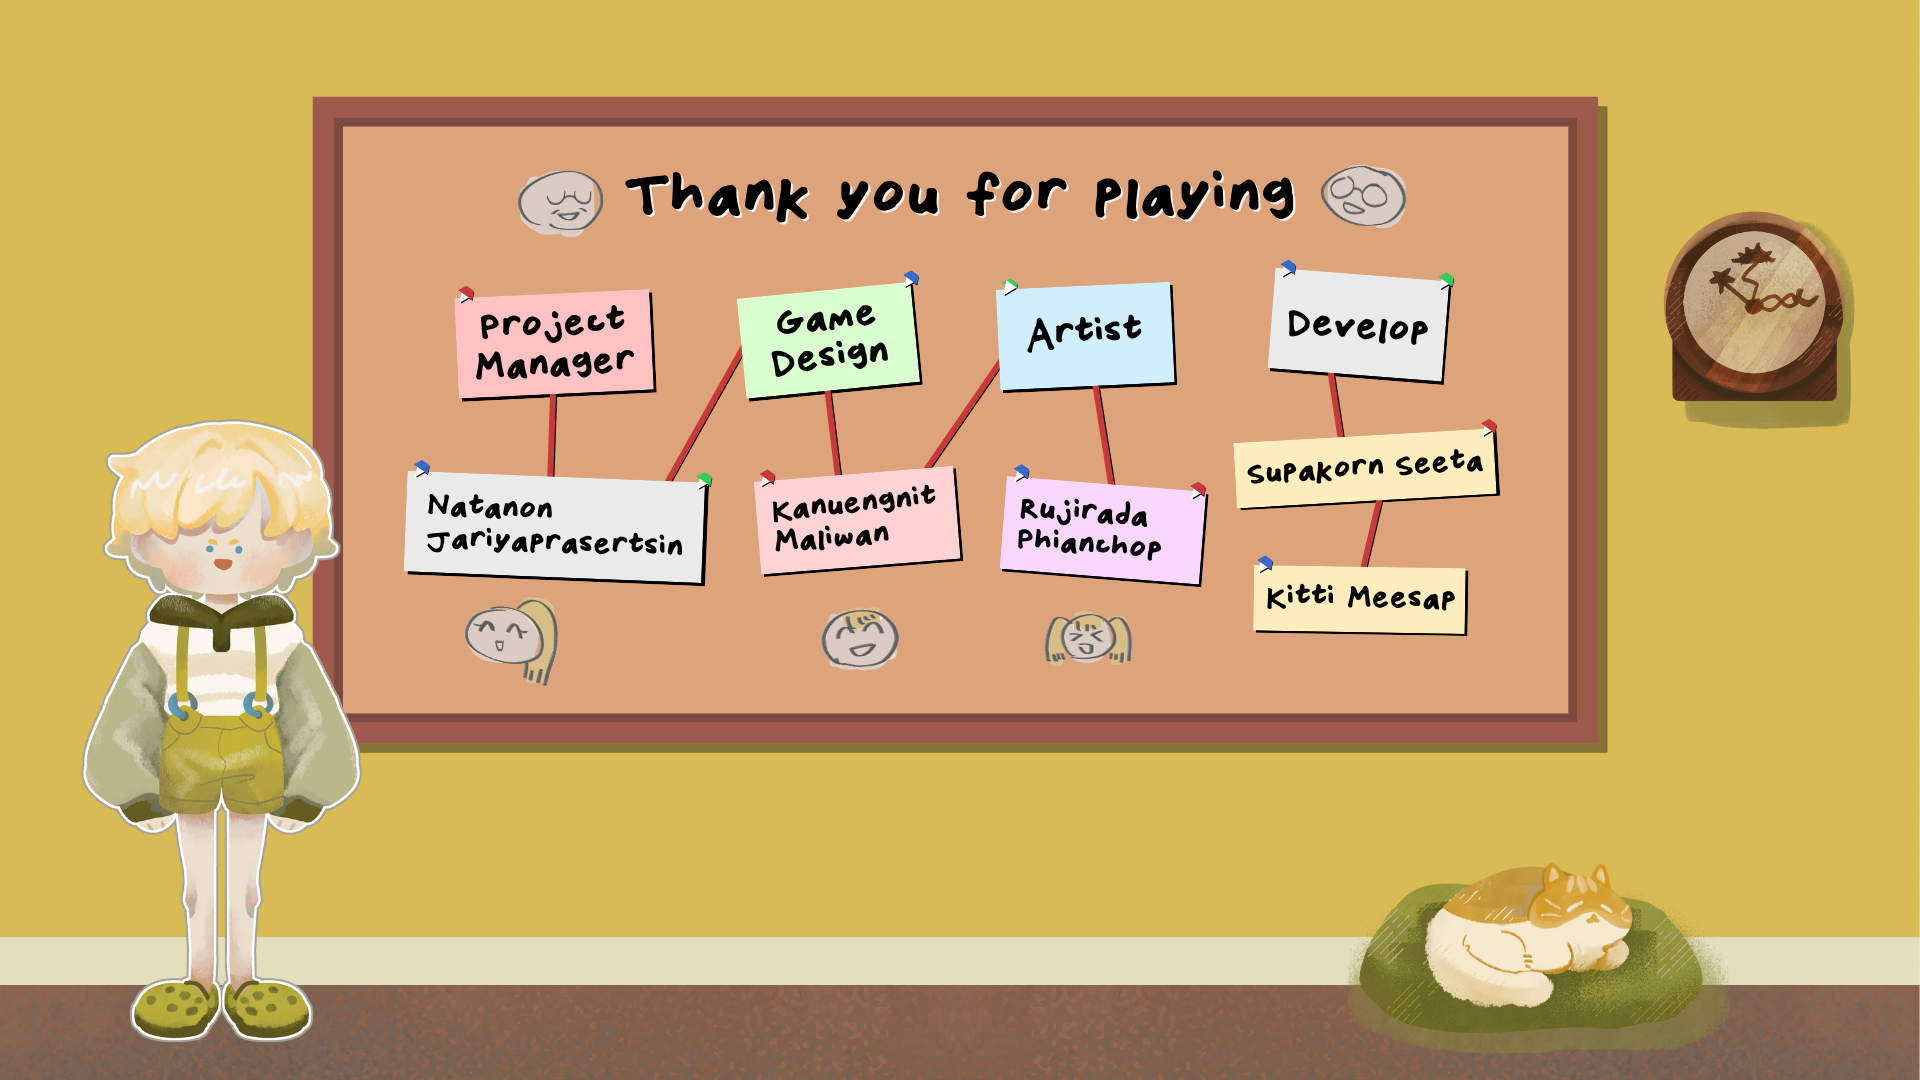 Thank you for Playing
Project
Manager
Game
Design
Artist
Develop
Natanon
Jariyaprasertsin
Kanuengnit
Maliwan
Rujirada
Phianchop
Supakorn Seeta
Kitti Meesap